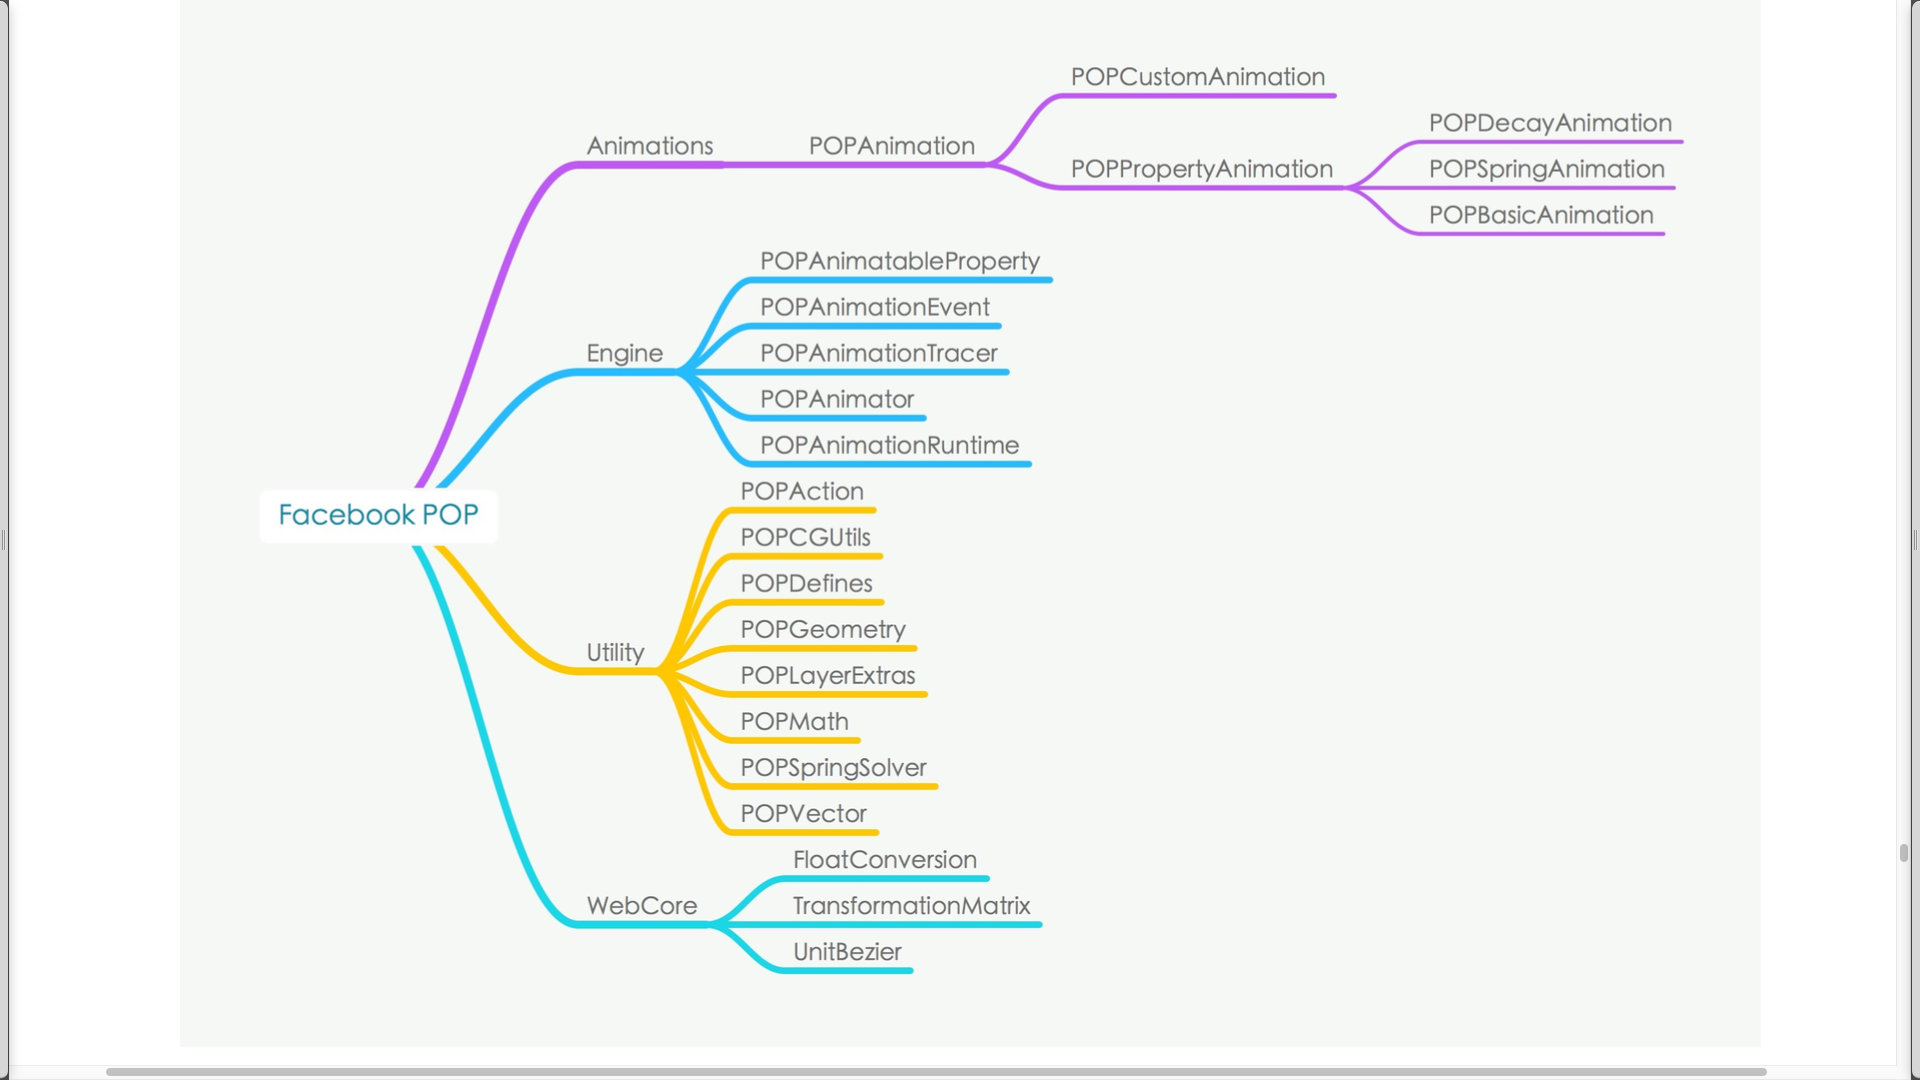 POPCustomAnimation
POPDecayAnimation
Animations
POPAnimation
POPPropertyAnimation
POPSpringAnimation
POPBasicAnimation
POPAnimatableProperty
POPAnimationEvent
Engine
POPAnimationTracer
POPAnimator
POPAnimationRuntime
POPAction
Facebook POP
POPCGUtils
POPDefines
POPGeometry
Utility
POPLayerExtras
POPMath
POPSpringSolver
POPVector
FloatConversion
WebCore
TransformationMatrix
UnitBezier